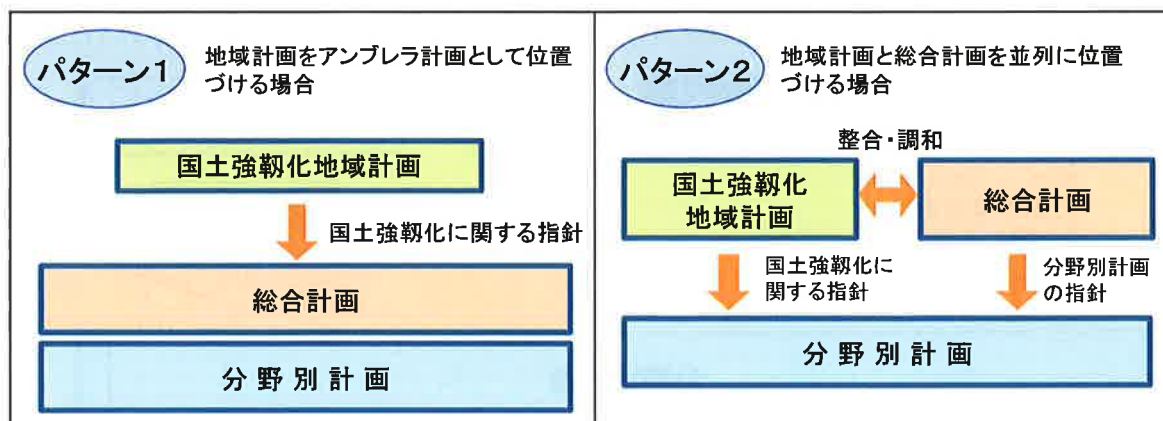 パターン1
地域計画をアンブレラ計画として位置
づける場合
国土強靱化地域計画
国土強靱化に関する指針
総合計画
分野別計画
パターン2
地域計画と総合計画を並列に位置
づける場合
整合・調和
国土強靱化
地域計画
総合計画
国土強靱化に
関する指針
分野別計画
の指針
分野別計画